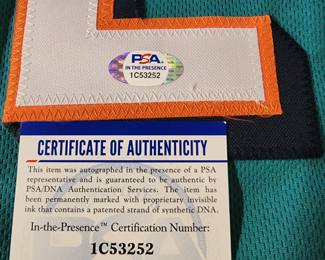 PSA
IN THE PRESENCE
1C53252
CERTIFICATE OF AUTHENTICITY
This item was autographed in the presence of a PSA
representative and is guaranteed to be authentic by
PSA/DNA Authentication Services. The item has
been permanently marked with proprietary invisible
ink that contains a patented strand of synthetic DNA.
In-the-Presence™ Certification Number:
1C53252